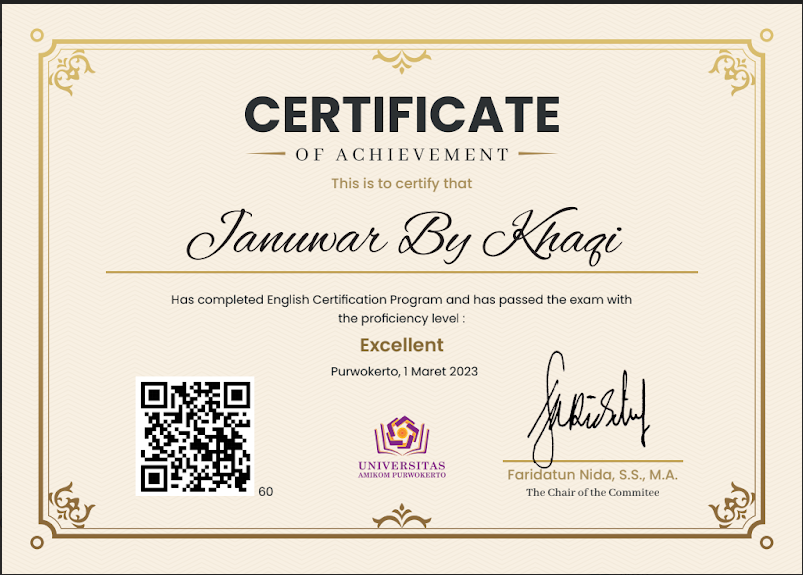 CERTIFICATE
OF ACHIEVEMENT
This is to certify that
Januwar By Khaqi
Has completed English Certification Program and has passed the exam with
the proficiency level :
Excellent
Purwokerto, 1 Maret 2023
60
UNIVERSITAS
AMIKOM PURWOKERTO
Faridatun Nida, S.S., M.A.
The Chair of the Commitee